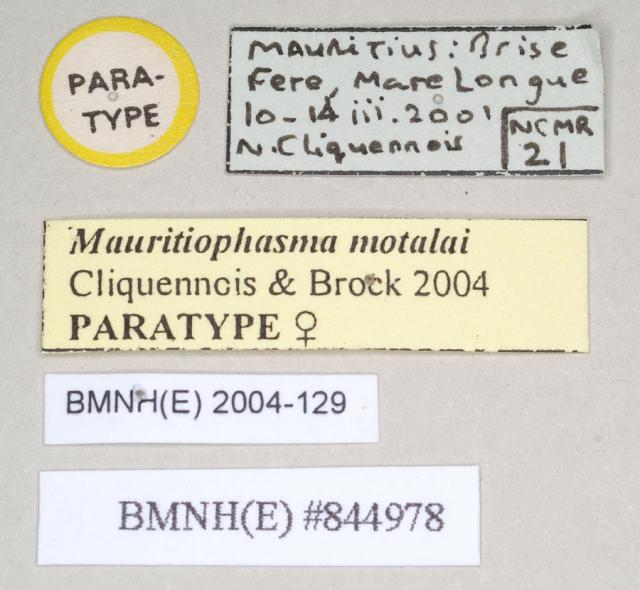 PARA-
TYPE
Mauritius: Brise
Fere, Mare Longue
10-14 iii.2001
N.Cliquennois
NCMR
21
Mauritiophasma motalai
Cliquennois & Brock 2004
PARATYPE ♀
BMNH(E) 2004-129
BMNH(E) #844978